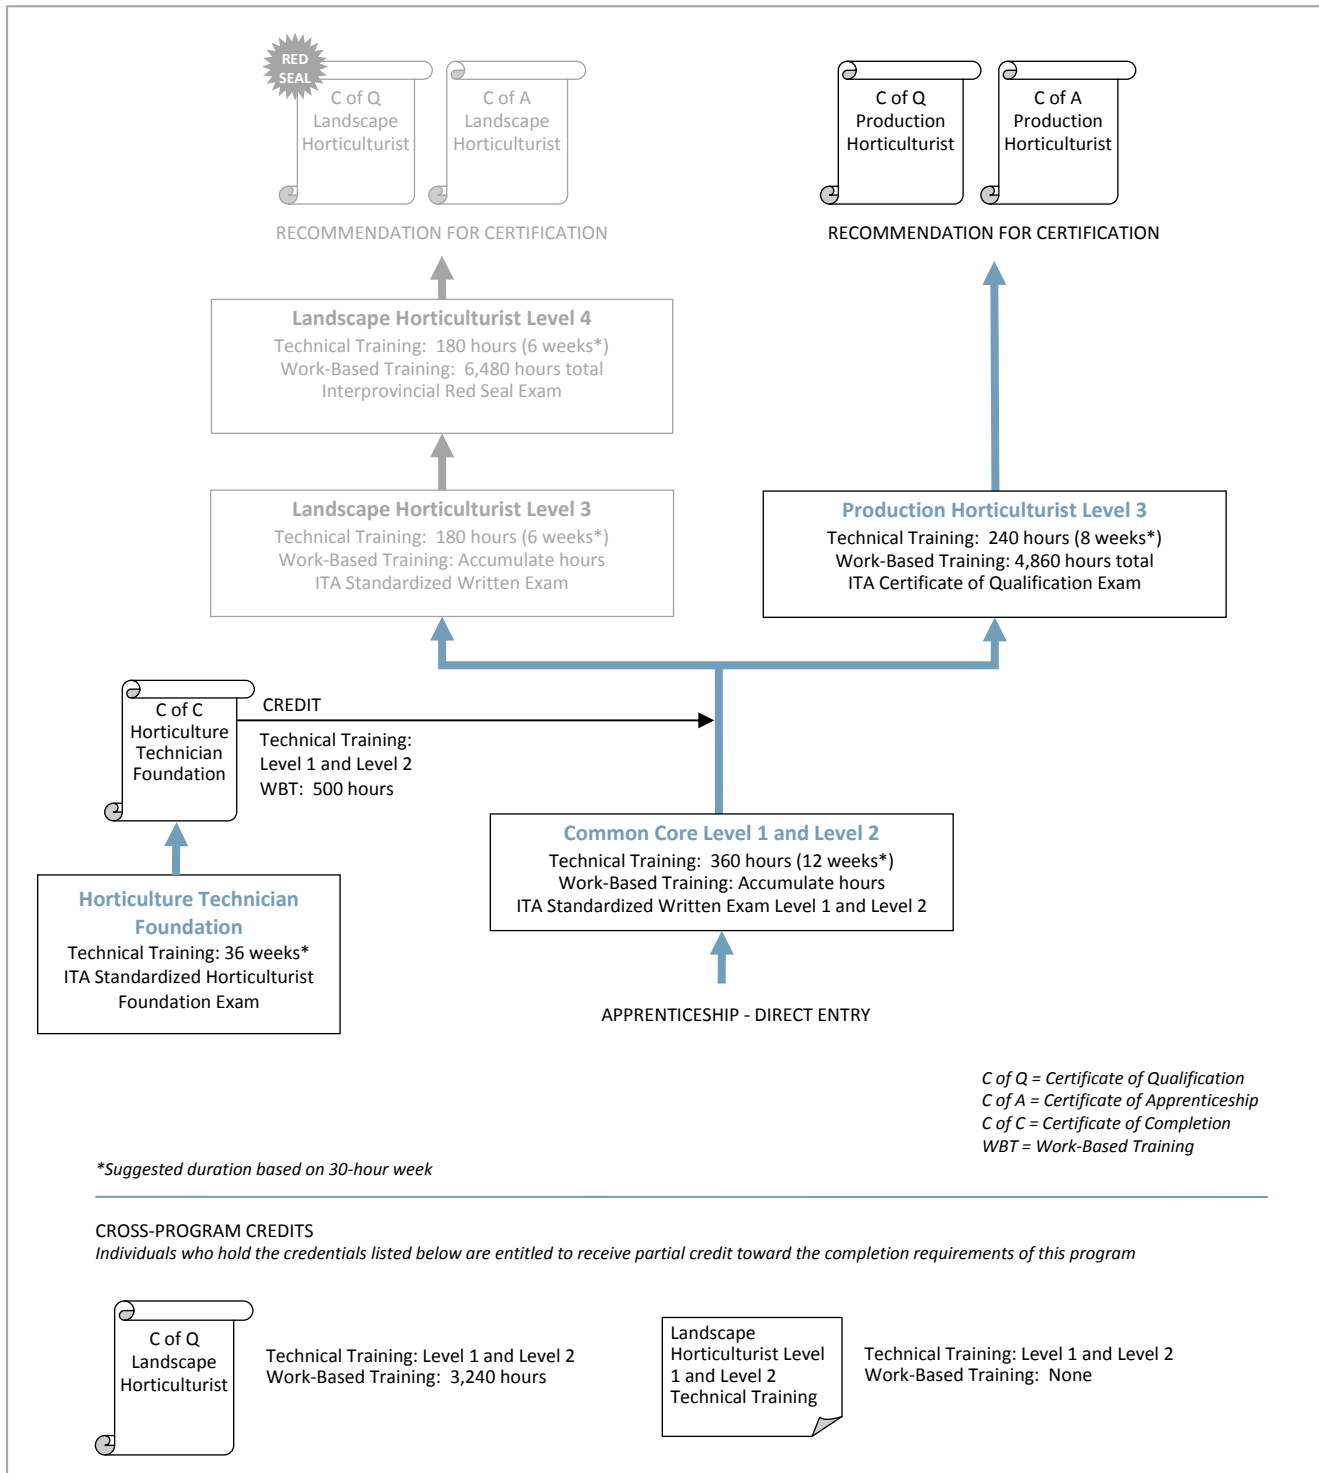 RED
SEAL
C of Q
Landscape
Horticulturist
C of A
Landscape
Horticulturist
RECOMMENDATION FOR CERTIFICATION
C of Q
Production
Horticulturist
C of A
Production
Horticulturist
RECOMMENDATION FOR CERTIFICATION
Landscape Horticulturist Level 4
Technical Training: 180 hours (6 weeks*)
Work-Based Training: 6,480 hours total
Interprovincial Red Seal Exam
Landscape Horticulturist Level 3
Technical Training: 180 hours (6 weeks*)
Work-Based Training: Accumulate hours
ITA Standardized Written Exam
Production Horticulturist Level 3
Technical Training: 240 hours (8 weeks*)
Work-Based Training: 4,860 hours total
ITA Certificate of Qualification Exam
C of C
Horticulture
Technician
Foundation
CREDIT
Technical Training:
Level 1 and Level 2
WBT: 500 hours
Common Core Level 1 and Level 2
Technical Training: 360 hours (12 weeks*)
Work-Based Training: Accumulate hours
ITA Standardized Written Exam Level 1 and Level 2
Horticulture Technician
Foundation
Technical Training: 36 weeks*
ITA Standardized Horticulturist
Foundation Exam
APPRENTICESHIP - DIRECT ENTRY
C of Q = Certificate of Qualification
C of A = Certificate of Apprenticeship
C of C = Certificate of Completion
WBT = Work-Based Training
*Suggested duration based on 30-hour week
CROSS-PROGRAM CREDITS
Individuals who hold the credentials listed below are entitled to receive partial credit toward the completion requirements of this program
C of Q
Landscape
Horticulturist
Technical Training: Level 1 and Level 2
Work-Based Training: 3,240 hours
Landscape
Horticulturist Level
1 and Level 2
Technical Training
Technical Training: Level 1 and Level 2
Work-Based Training: None